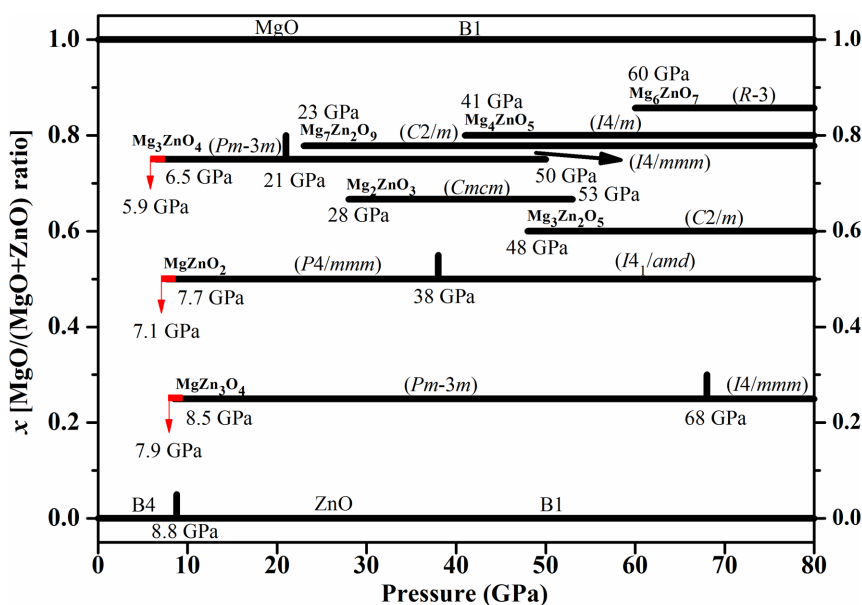 MgO B1
1.0 1.0
60 GPa
41 GPa Mg6ZnO7 (R-3)
23 GPa Mg4ZnO5 (I4/m)
Mg7Zn2O9 (C2/m)
0.8 0.8
Mg3ZnO4 (Pm-3m) (I4/mmm)
6.5 GPa 21 GPa 50 GPa
5.9 GPa
Mg2ZnO3 (Cmcm) 53 GPa
28 GPa
Mg3Zn2O5 (C2/m)
0.6 0.6
48 GPa
MgZnO2 (P4/mmm) (I41/amd)
7.7 GPa 38 GPa
7.1 GPa
0.4 0.4
MgZn3O4 (Pm-3m) (I4/mmm)
8.5 GPa 68 GPa
7.9 GPa
0.2 0.2
B4 ZnO B1
0.0 0.0
8.8 GPa
0 10 20 30 40 50 60 70 80
Pressure (GPa)
x [MgO/(MgO+ZnO) ratio]